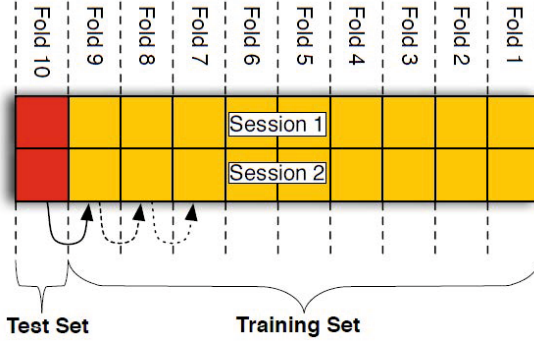 Fold 10
Fold 9
Fold 8
Fold 7
Fold 6
Fold 5
Fold 4
Fold 3
Fold 2
Fold 1
Session 1
Session 2
Test Set
Training Set